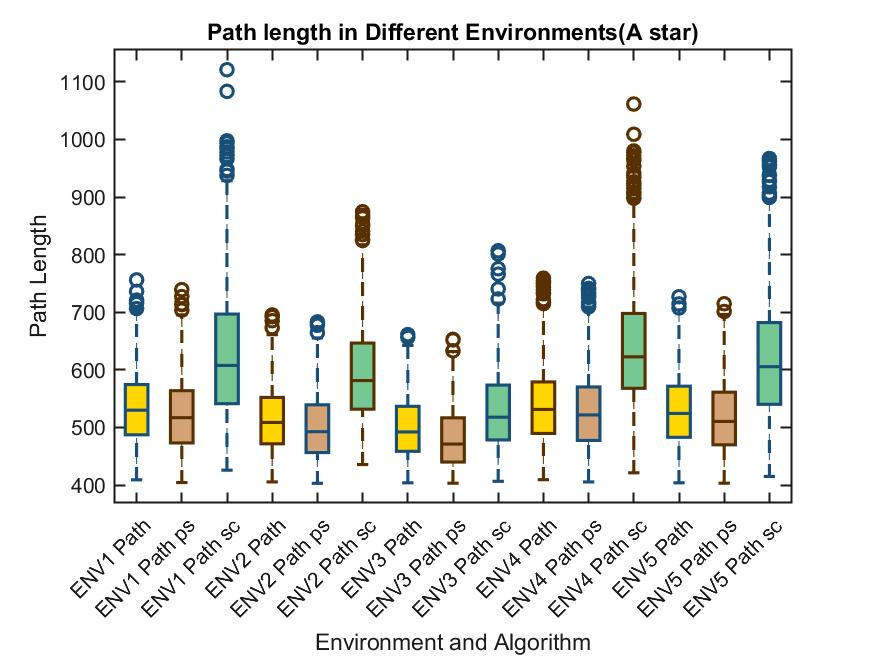 Path length in Different Environments(A star)
Path Length
1100
1000
900
800
700
600
500
400
ENV1 Path
ENV1 Path ps
ENV1 Path sc
ENV2 Path
ENV2 Path ps
ENV2 Path sc
ENV3 Path
ENV3 Path ps
ENV3 Path sc
ENV4 Path
ENV4 Path ps
ENV4 Path sc
ENV5 Path
ENV5 Path ps
ENV5 Path sc
Environment and Algorithm